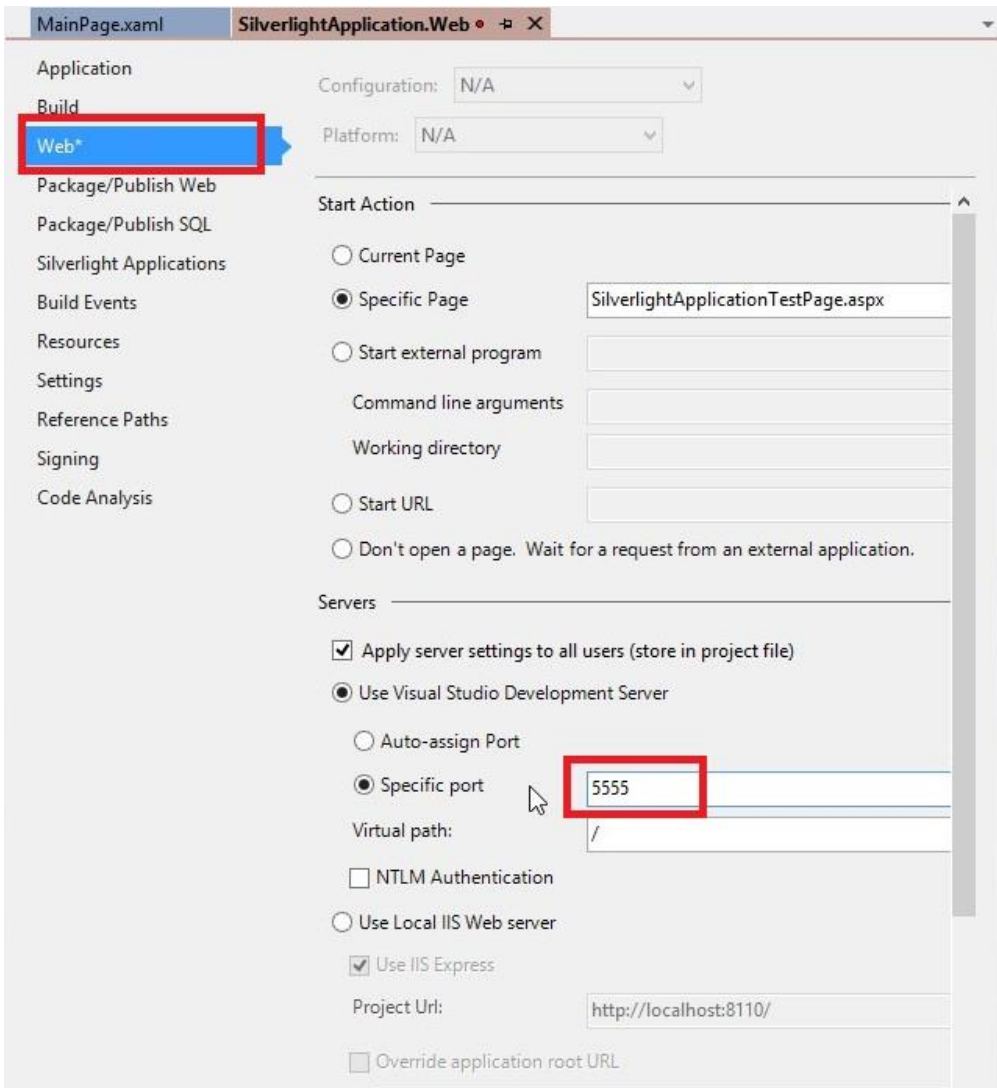 MainPage.xaml SilverlightApplication.Web
Application
Build
Web*
Package/Publish Web
Package/Publish SQL
Silverlight Applications
Build Events
Resources
Settings
Reference Paths
Signing
Code Analysis
Configuration: N/A
Platform: N/A
Start Action
Current Page
Specific Page SilverlightApplicationTestPage.aspx
Start external program
Command line arguments
Working directory
Start URL
Don't open a page. Wait for a request from an external application.
Servers
Apply server settings to all users (store in project file)
Use Visual Studio Development Server
Auto-assign Port
Specific port 5555
Virtual path: /
NTLM Authentication
Use Local IIS Web server
Use IIS Express
Project Url: http://localhost:8110/
Override application root URL